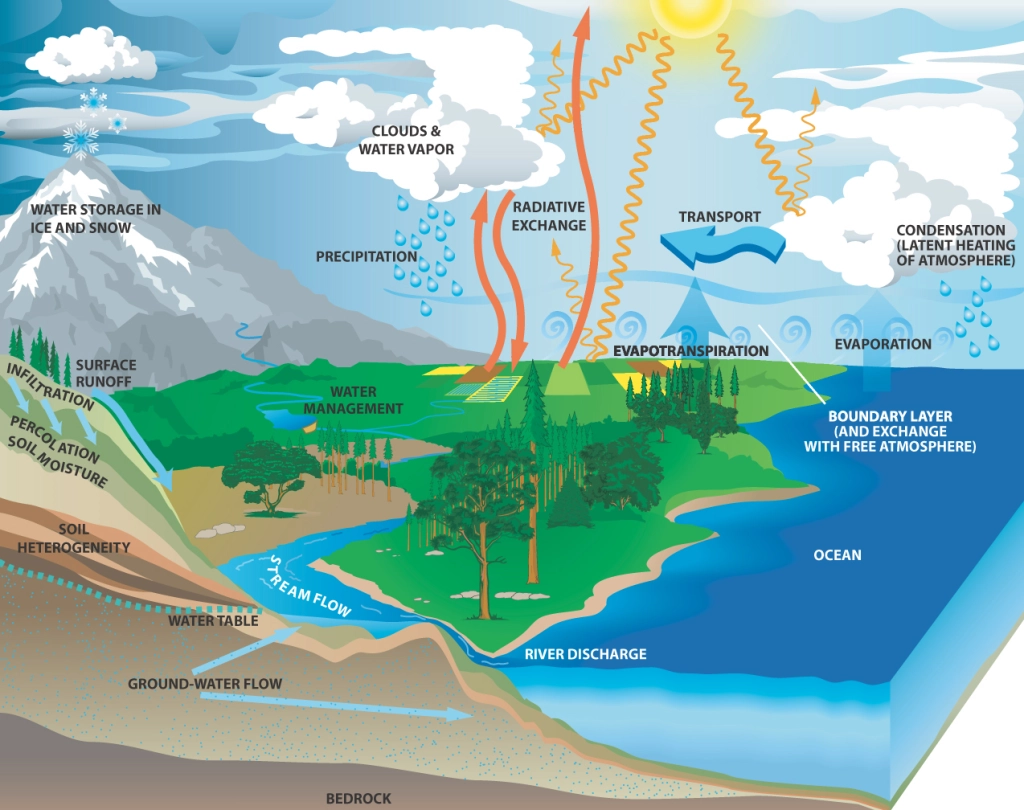 CLOUDS &
WATER VAPOR
WATER STORAGE IN
ICE AND SNOW
RADIATIVE
EXCHANGE
TRANSPORT
CONDENSATION
(LATENT HEATING
OF ATMOSPHERE)
PRECIPITATION
EVAPOTRANSPIRATION
EVAPORATION
SURFACE
RUNOFF
INFILTRATION
WATER
MANAGEMENT
BOUNDARY LAYER
(AND EXCHANGE
WITH FREE ATMOSPHERE)
PERCOLATION
SOIL MOISTURE
SOIL
HETEROGENEITY
OCEAN
STREAM FLOW
WATER TABLE
RIVER DISCHARGE
GROUND-WATER FLOW
BEDROCK